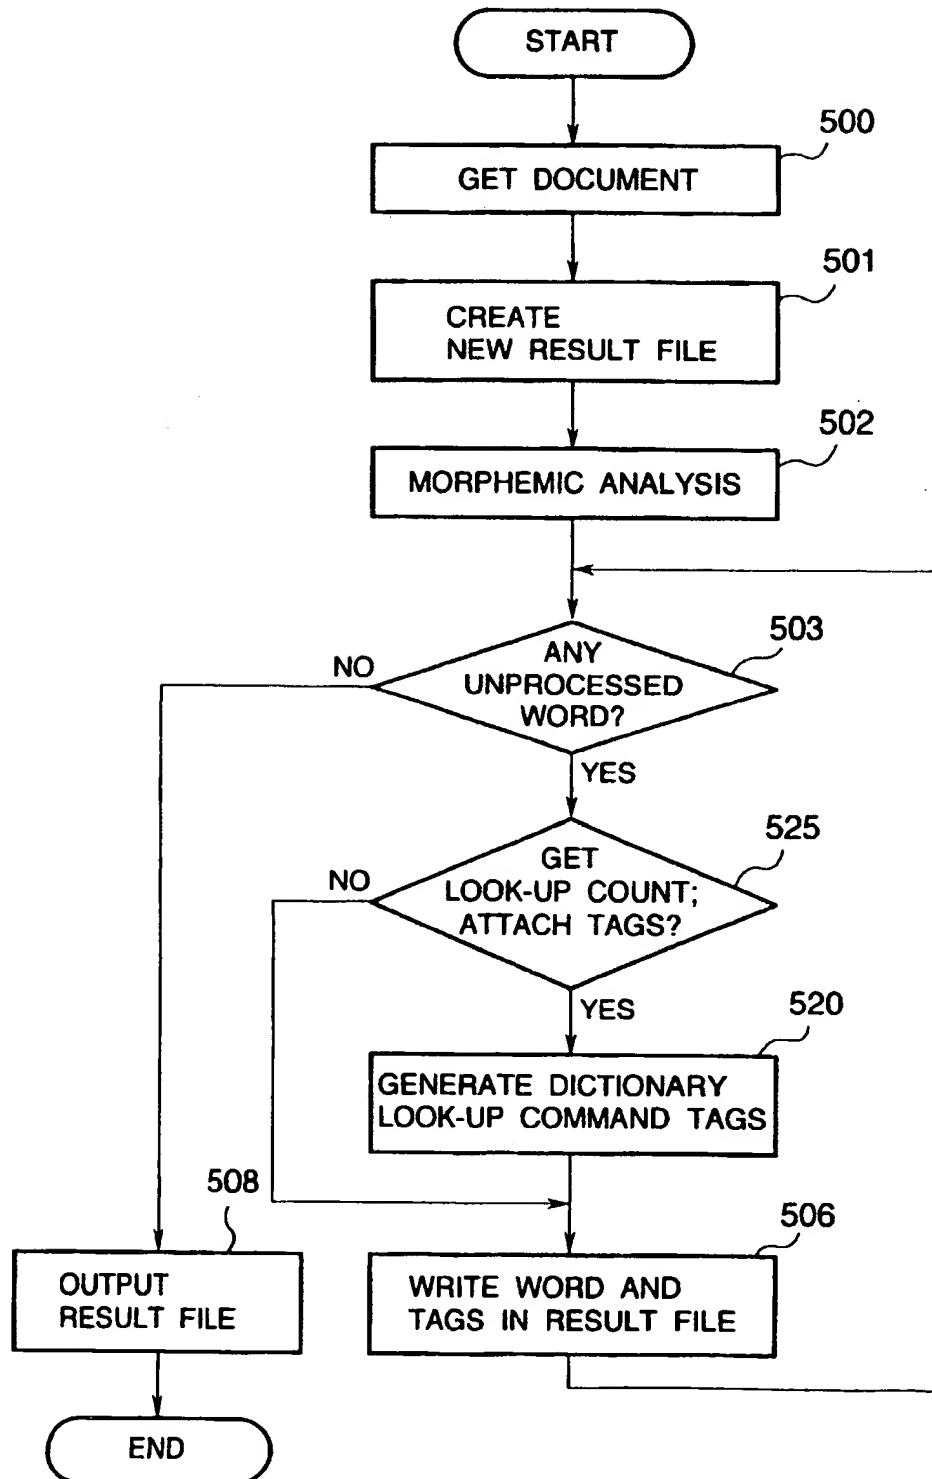 START
500
GET DOCUMENT
501
CREATE
NEW RESULT FILE
502
MORPHEMIC ANALYSIS
503
NO
ANY
UNPROCESSED
WORD?
YES
525
NO
GET
LOOK-UP COUNT;
ATTACH TAGS?
YES
520
GENERATE DICTIONARY
LOOK-UP COMMAND TAGS
508
506
OUTPUT
RESULT FILE
WRITE WORD AND
TAGS IN RESULT FILE
END